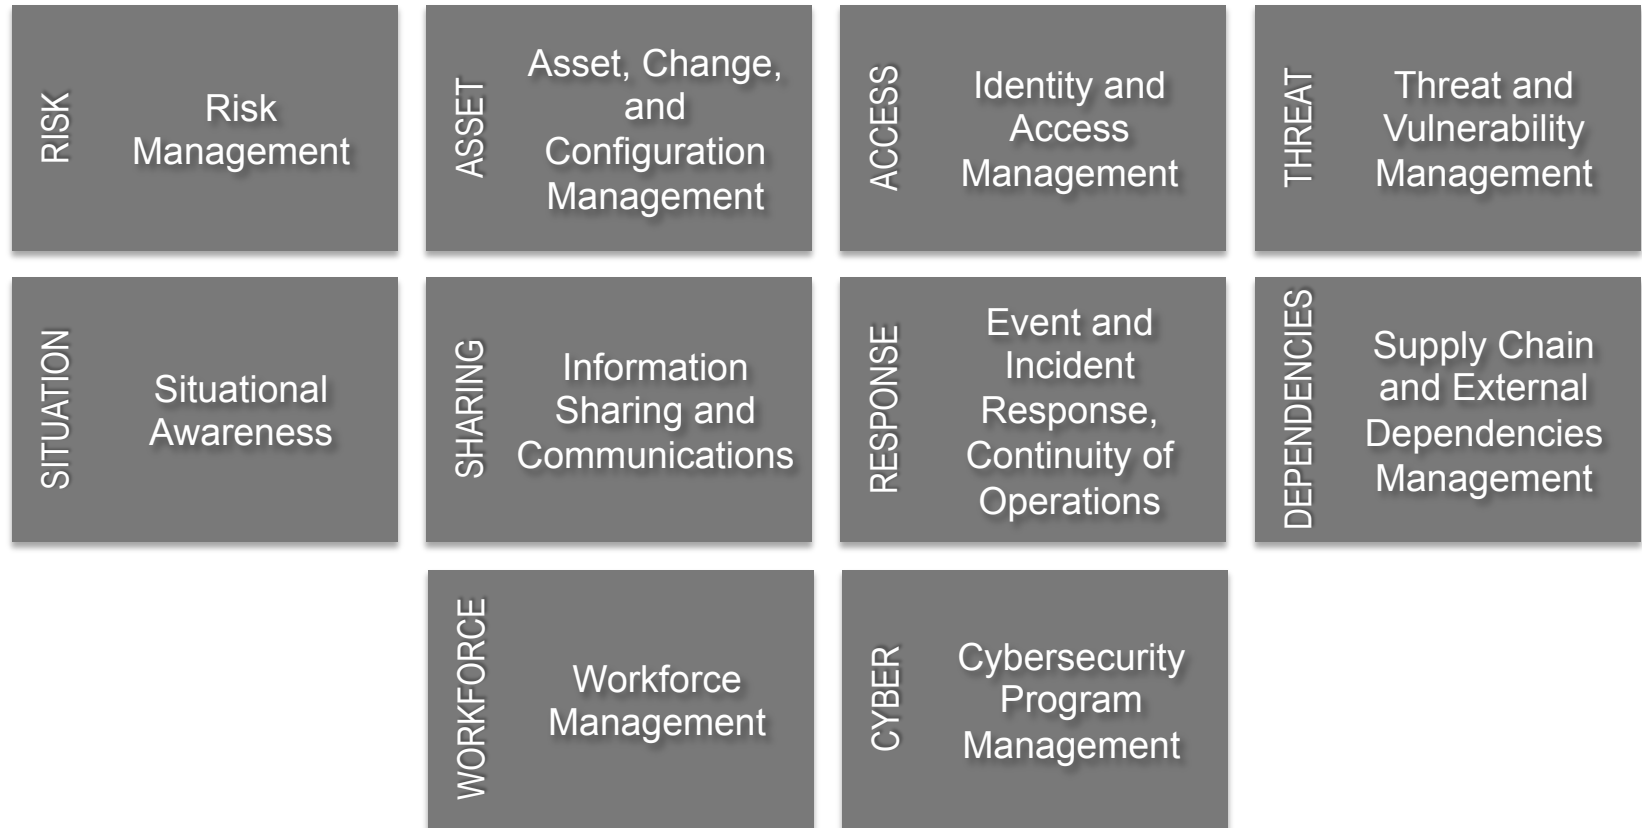 RISK
Risk
Management
ASSET
Asset, Change,
and
Configuration
Management
ACCESS
Identity and
Access
Management
THREAT
Threat and
Vulnerability
Management
SITUATION
Situational
Awareness
SHARING
Information
Sharing and
Communications
RESPONSE
Event and
Incident
Response,
Continuity of
Operations
DEPENDENCIES
Supply Chain
and External
Dependencies
Management
WORKFORCE
Workforce
Management
CYBER
Cybersecurity
Program
Management